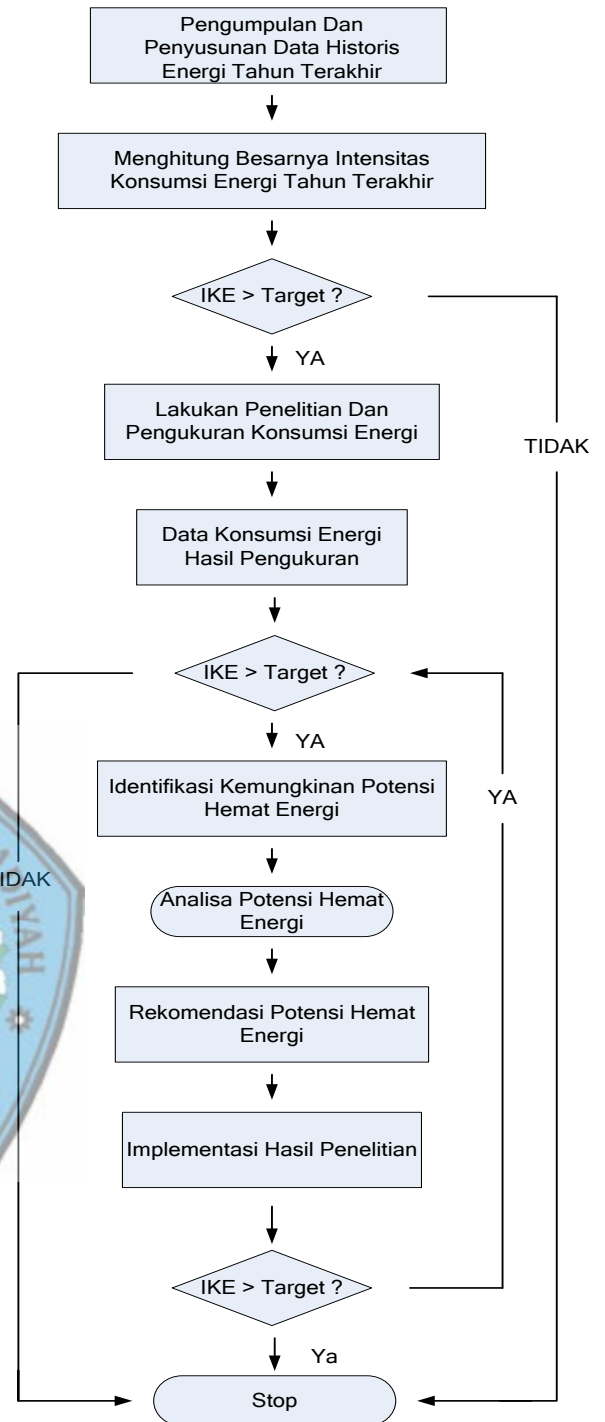 Pengumpulan Dan
Penyusunan Data Historis
Energi Tahun Terakhir
Menghitung Besarnya Intensitas
Konsumsi Energi Tahun Terakhir
IKE > Target ?
YA
Lakukan Penelitian Dan
Pengukuran Konsumsi Energi
TIDAK
Data Konsumsi Energi
Hasil Pengukuran
IKE > Target ?
YA
Identifikasi Kemungkinan Potensi
Hemat Energi
YA
IDAK
Analisa Potensi Hemat
Energi
Rekomendasi Potensi Hemat
Energi
Implementasi Hasil Penelitian
IKE > Target ?
Ya
Stop